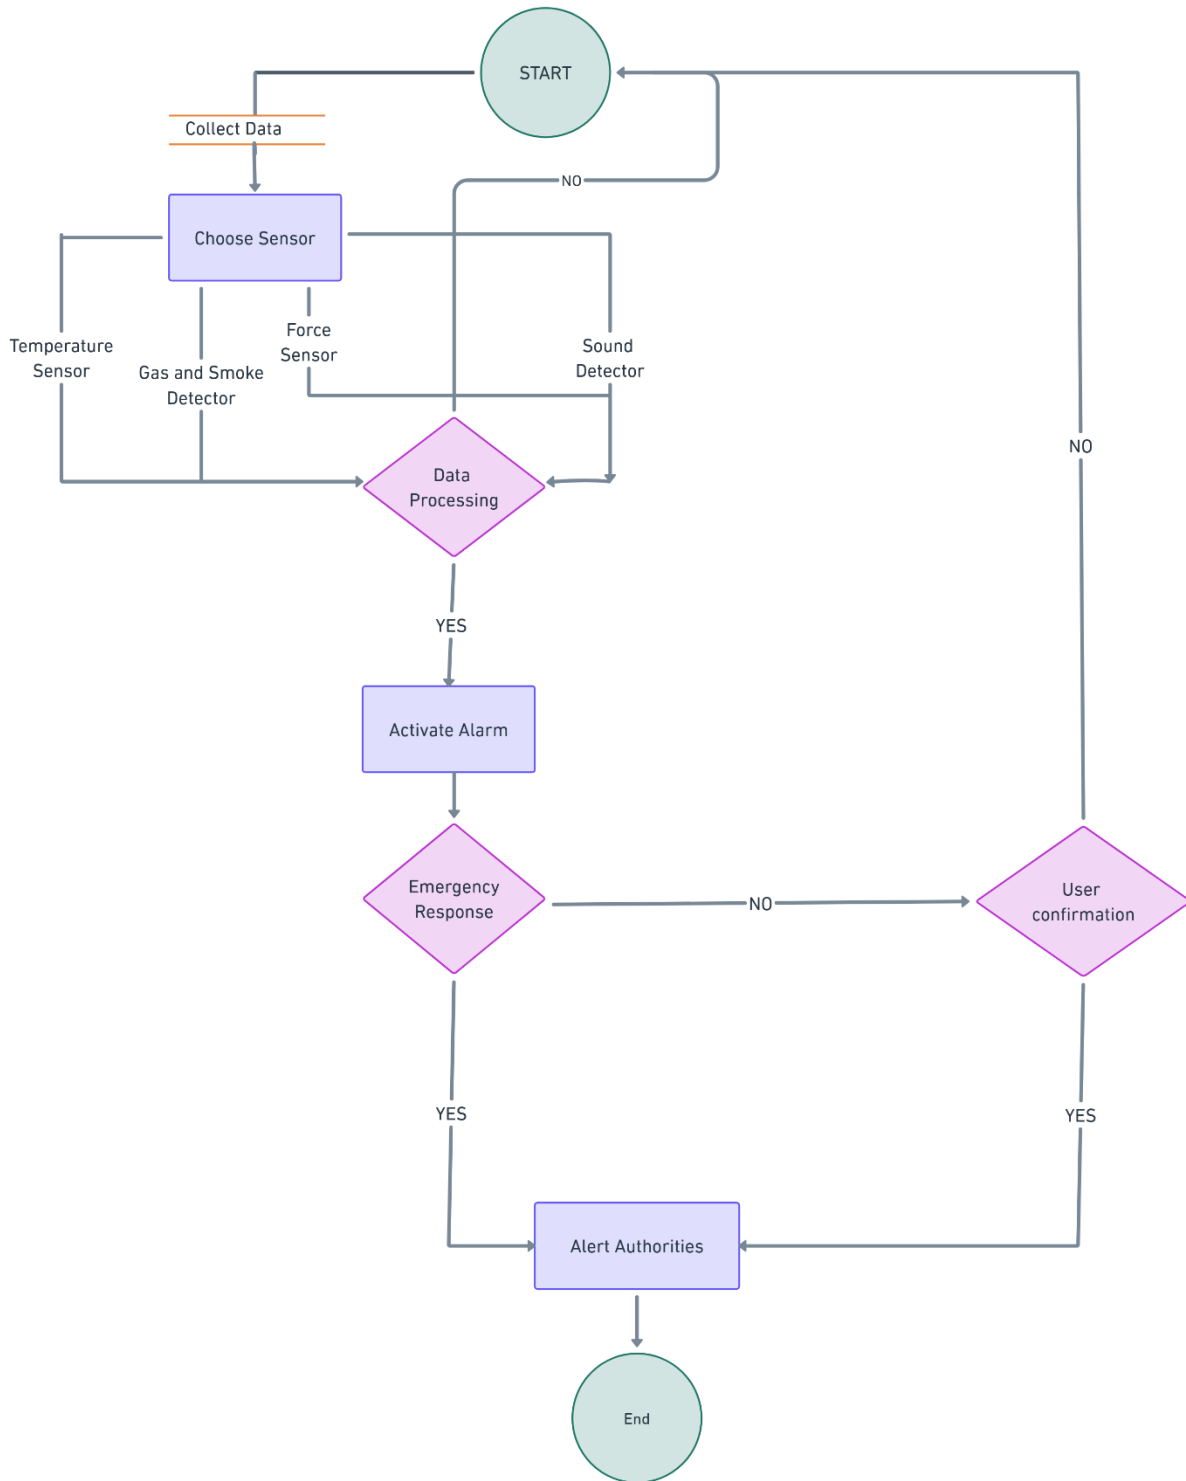 START
Collect Data
NO
Choose Sensor
Temperature
Sensor
Gas and Smoke
Detector
Force
Sensor
Sound
Detector
NO
Data
Processing
YES
Activate Alarm
Emergency
Response
NO
User
confirmation
YES
YES
Alert Authorities
End